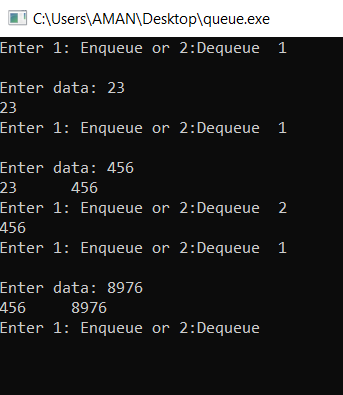 C:\Users\AMAN\Desktop\queue.exe
Enter 1: Enqueue or 2:Dequeue  1
Enter data: 23
23
Enter 1: Enqueue or 2:Dequeue  1
Enter data: 456
23      456
Enter 1: Enqueue or 2:Dequeue  2
456
Enter 1: Enqueue or 2:Dequeue  1
Enter data: 8976
456     8976
Enter 1: Enqueue or 2:Dequeue